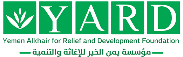 YARD
Yemen Alkhair for Relief and Development Foundation
مؤسسة يمن الخير للإغاثة والتنمية